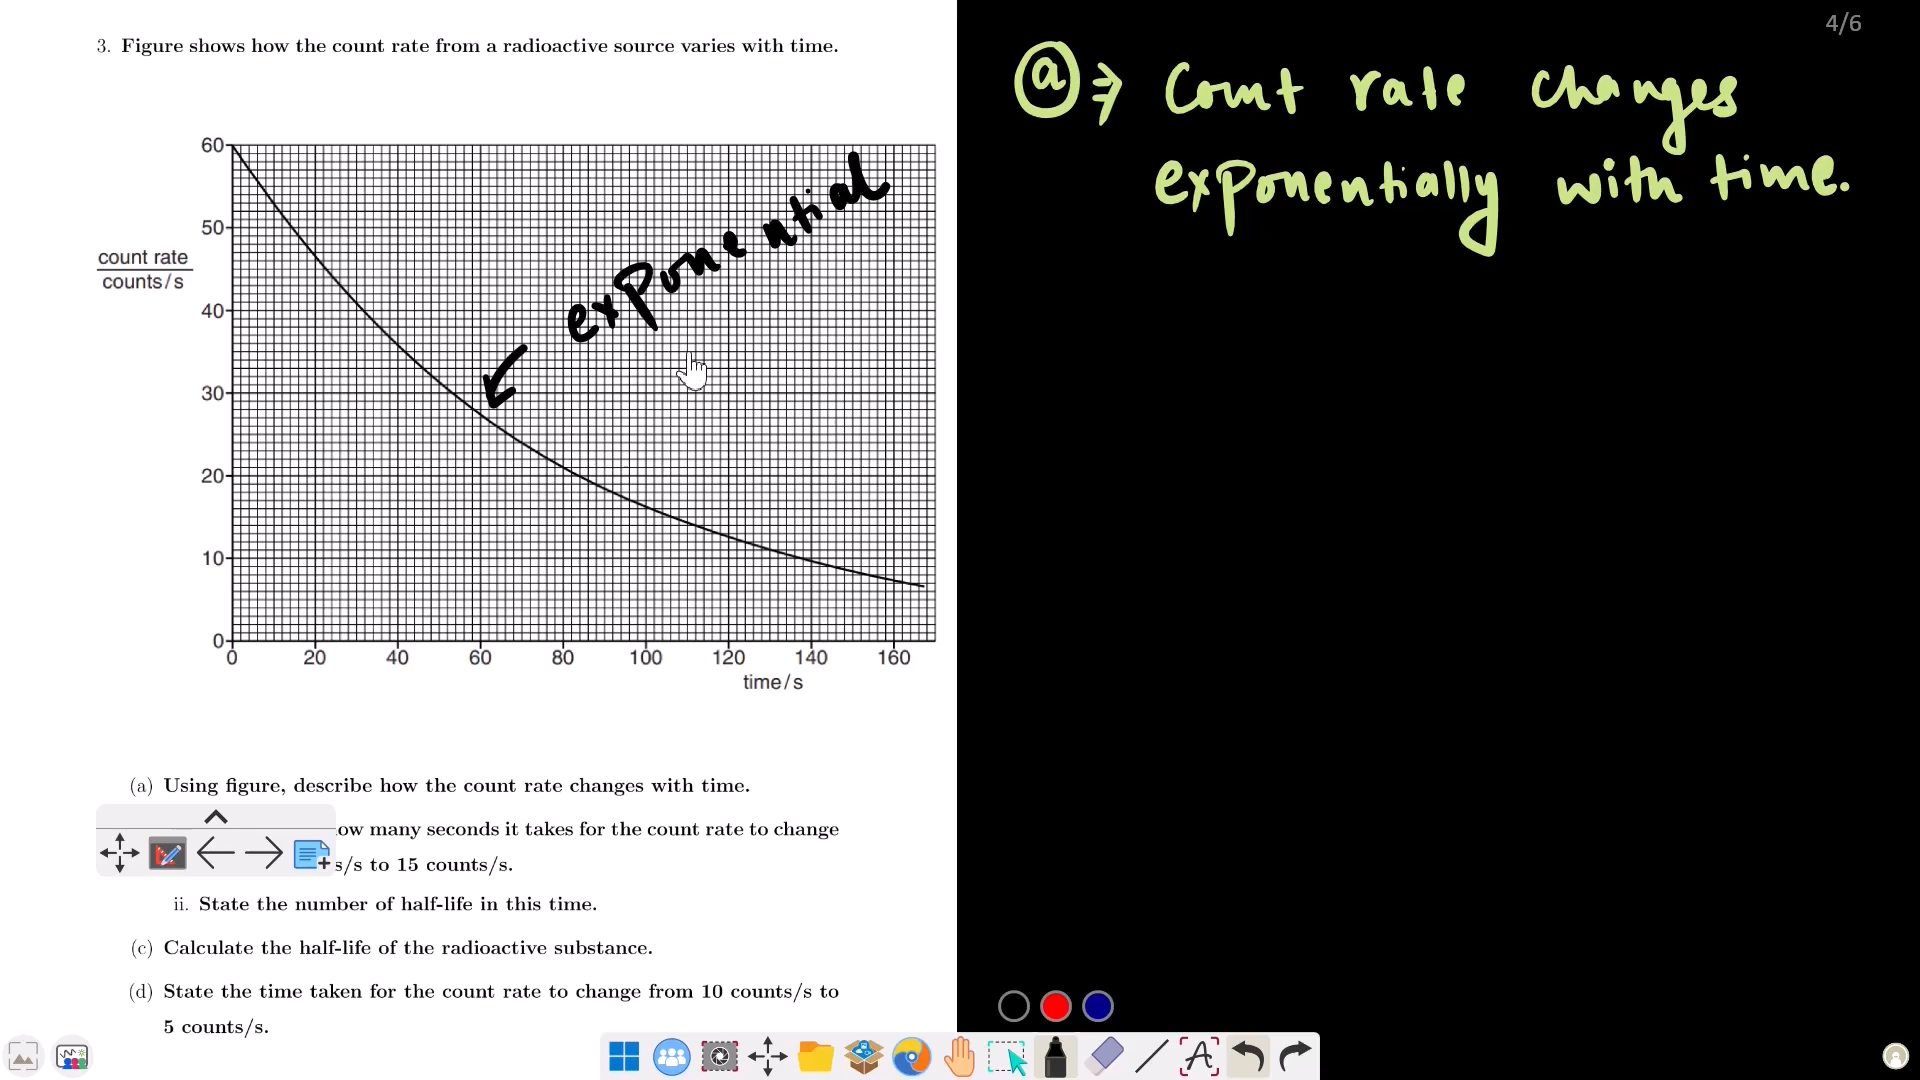 4/6
3. Figure shows how the count rate from a radioactive source varies with time.
60
50
40
30
20
10
0
count rate
counts/s
exponential
0 20 40 60 80 100 120 140 160
time/s
(a) Using figure, describe how the count rate changes with time.
ow many seconds it takes for the count rate to change
s/s to 15 counts/s.
ii. State the number of half-life in this time.
(c) Calculate the half-life of the radioactive substance.
(d) State the time taken for the count rate to change from 10 counts/s to
5 counts/s.
(a) ⇒ Count rate changes
exponentially with time.